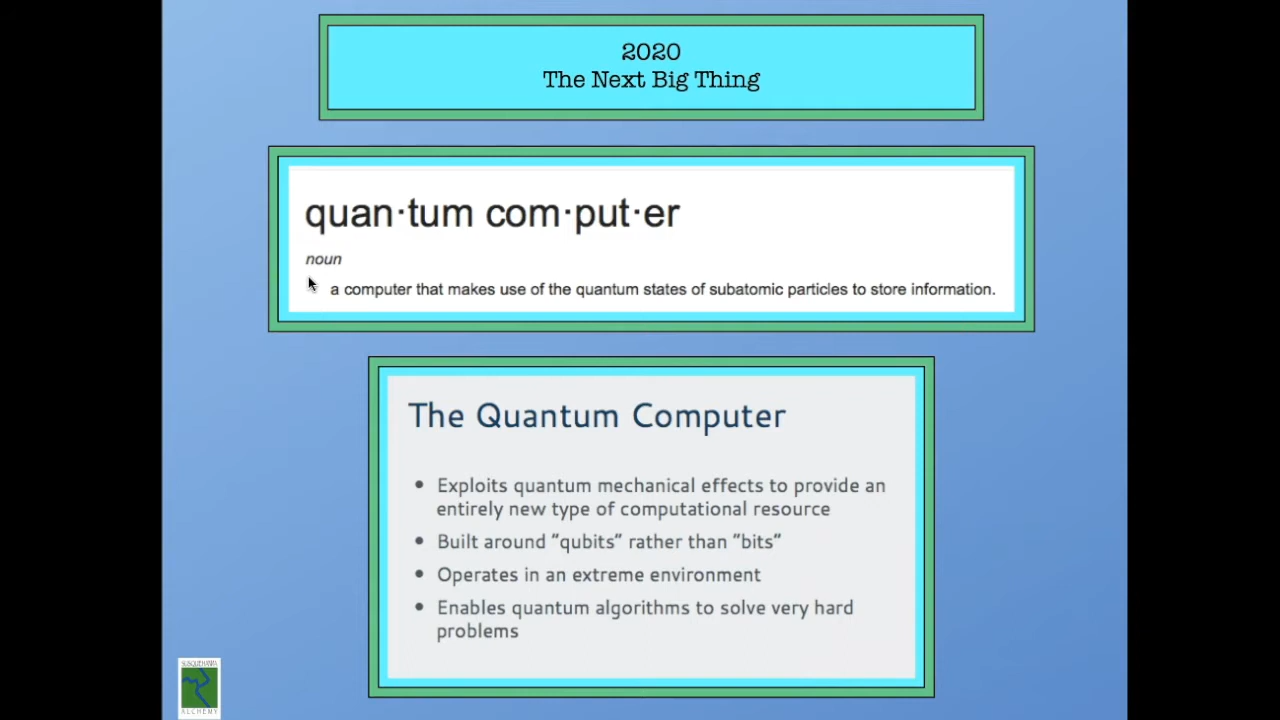 2020
The Next Big Thing
quan·tum com·put·er
noun
a computer that makes use of the quantum states of subatomic particles to store information.
The Quantum Computer
• Exploits quantum mechanical effects to provide an
entirely new type of computational resource
• Built around “qubits” rather than “bits”
• Operates in an extreme environment
• Enables quantum algorithms to solve very hard
problems
SUSQUEHANNA
ALCHEMY